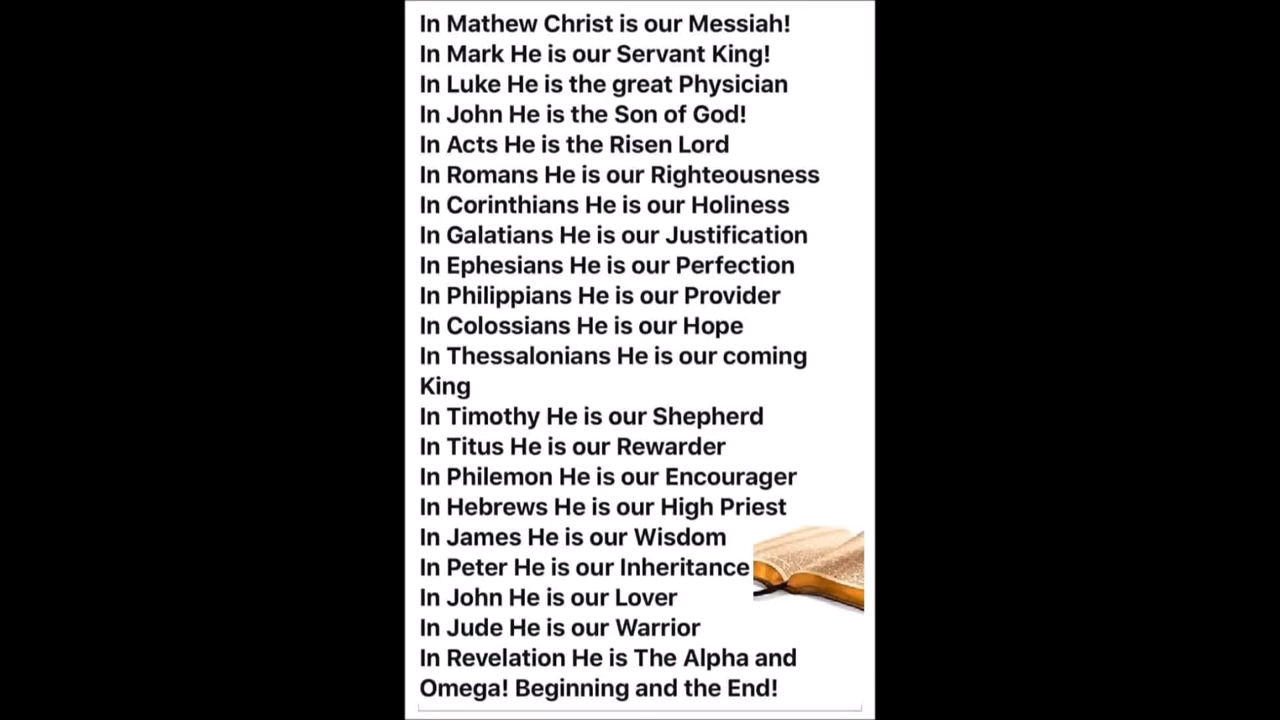 In Mathew Christ is our Messiah!
In Mark He is our Servant King!
In Luke He is the great Physician
In John He is the Son of God!
In Acts He is the Risen Lord
In Romans He is our Righteousness
In Corinthians He is our Holiness
In Galatians He is our Justification
In Ephesians He is our Perfection
In Philippians He is our Provider
In Colossians He is our Hope
In Thessalonians He is our coming
King
In Timothy He is our Shepherd
In Titus He is our Rewarder
In Philemon He is our Encourager
In Hebrews He is our High Priest
In James He is our Wisdom
In Peter He is our Inheritance
In John He is our Lover
In Jude He is our Warrior
In Revelation He is The Alpha and
Omega! Beginning and the End!